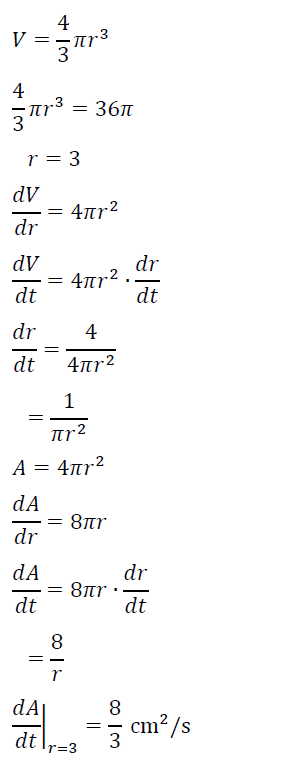 V = 4/3 πr³
4/3 πr³ = 36π
r = 3
dV/dr = 4πr²
dV/dt = 4πr² · dr/dt
dr/dt = 4/(4πr²)
= 1/(πr²)
A = 4πr²
dA/dr = 8πr
dA/dt = 8πr · dr/dt
= 8/r
dA/dt|ᵣ₌₃ = 8/3 cm²/s